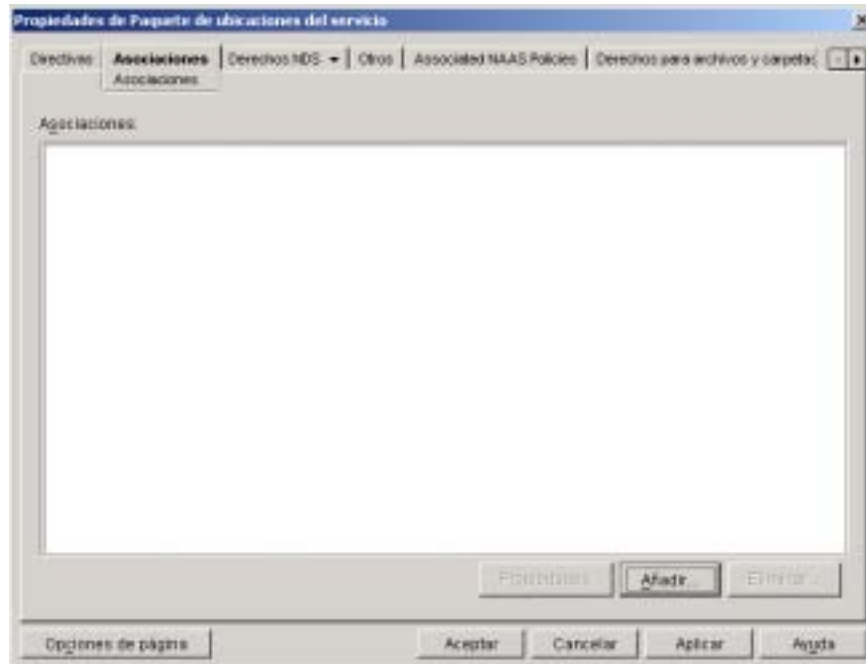 Propiedades de Paquete de ubicaciones del servicio
Directivas Asociaciones Derechos NDS Otros Associated NAAS Policies Derechos para archivos y carpetas
Asociaciones
Asociaciones:
Propiedades Añadir... Eliminar...
Opciones de página Aceptar Cancelar Aplicar Ayuda